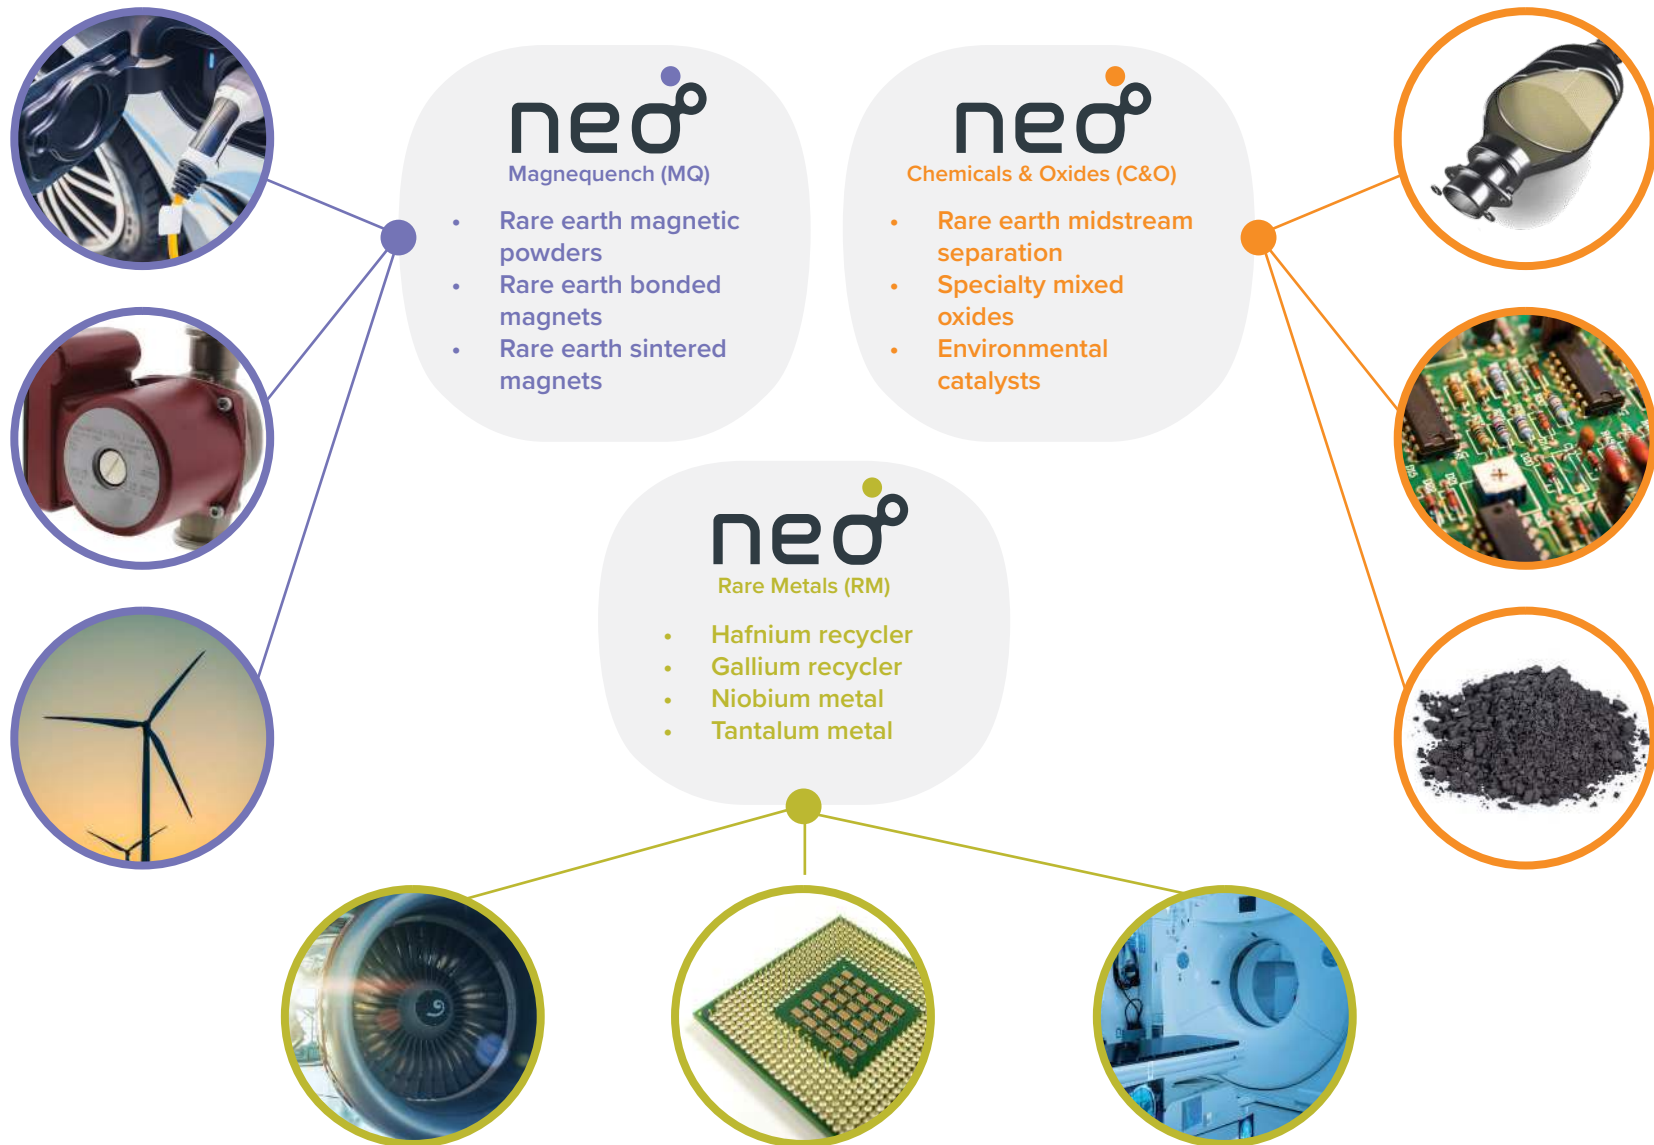 neo
Magnequench (MQ)
• Rare earth magnetic
powders
• Rare earth bonded
magnets
• Rare earth sintered
magnets
neo
Chemicals & Oxides (C&O)
• Rare earth midstream
separation
• Specialty mixed
oxides
• Environmental
catalysts
neo
Rare Metals (RM)
• Hafnium recycler
• Gallium recycler
• Niobium metal
• Tantalum metal